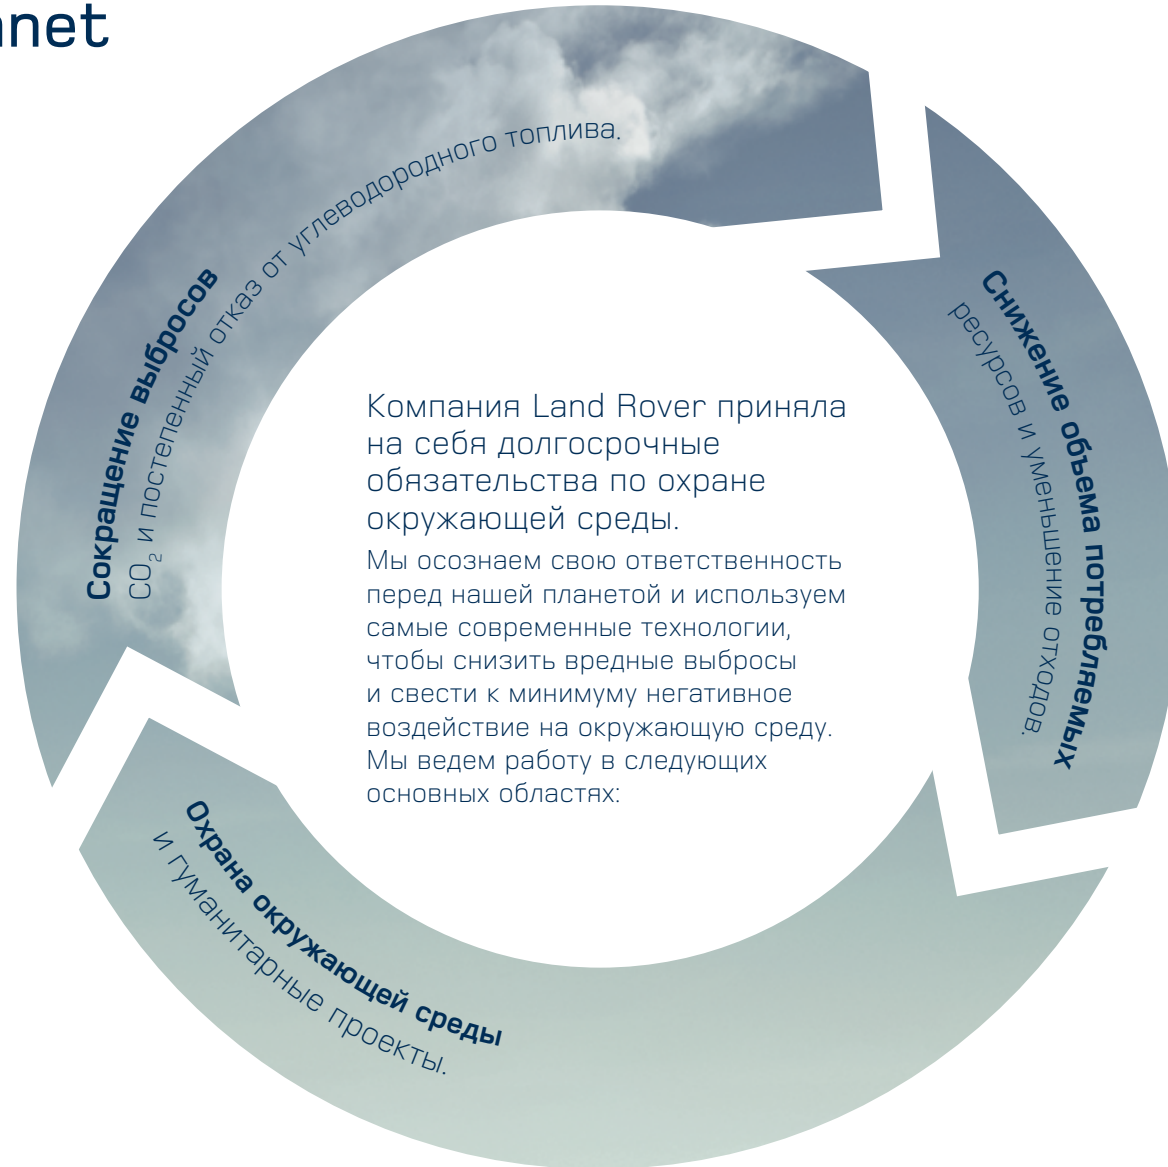 Компания Land Rover приняла
на себя долгосрочные
обязательства по охране
окружающей среды.
Мы осознаем свою ответственность
перед нашей планетой и используем
самые современные технологии,
чтобы снизить вредные выбросы
и свести к минимуму негативное
воздействие на окружающую среду.
Мы ведем работу в следующих
основных областях:
Сокращение выбросов
CO₂ и постепенный отказ от углеводородного топлива.
Снижение объема потребляемых
ресурсов и уменьшение отходов.
Охрана окружающей среды
и гуманитарные проекты.